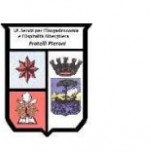 I.P. Servizi per l'Enogastronomia
e l'Ospitalità Alberghiera
Fratelli Pieroni